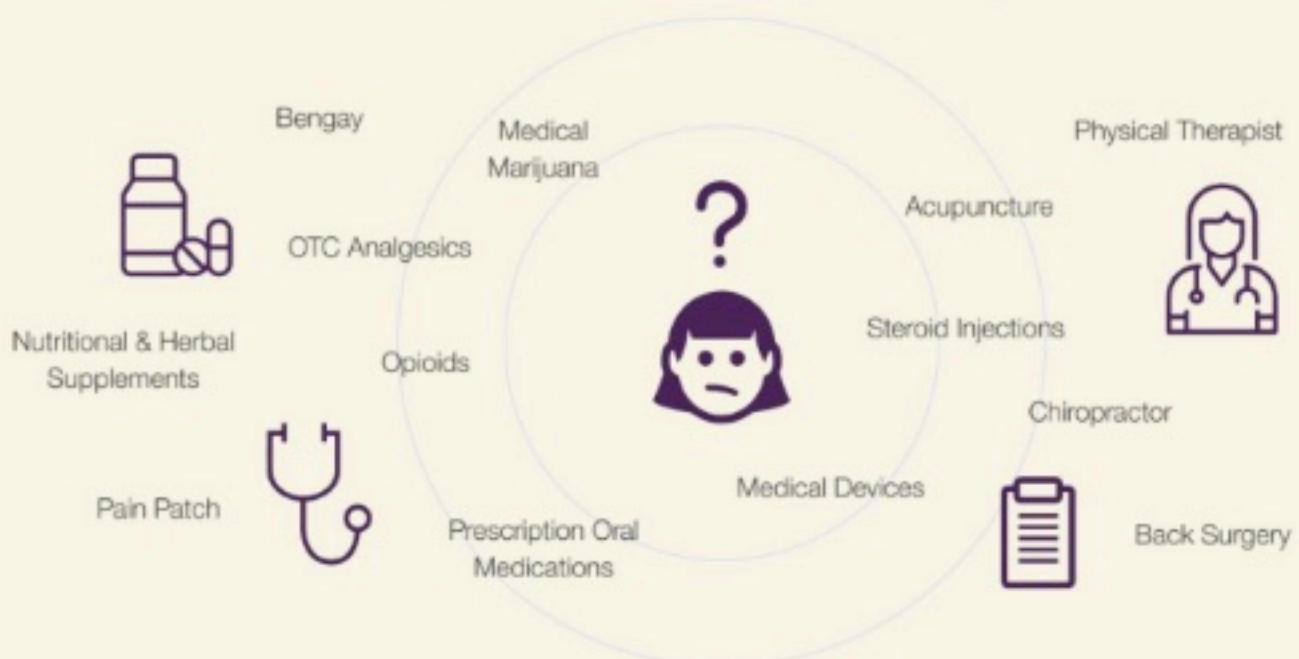 Bengay
Medical
Marijuana
Physical Therapist
?
Acupuncture
OTC Analgesics
Steroid Injections
Nutritional & Herbal
Supplements
Opioids
Chiropractor
Medical Devices
Pain Patch
Prescription Oral
Medications
Back Surgery